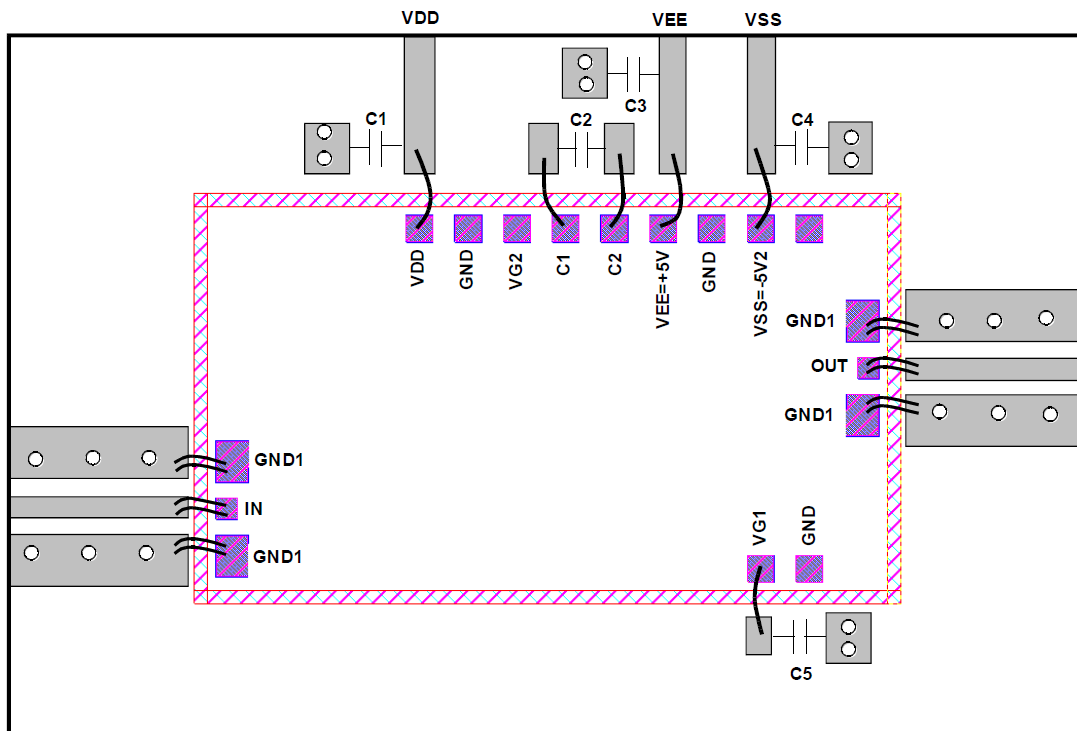 VDD
VEE
VSS
C1
C2
C3
C4
VDD
GND
VG2
C1
C2
VEE=+5V
GND
VSS=-5V2
GND1
OUT
GND1
GND1
IN
GND1
VG1
GND
C5